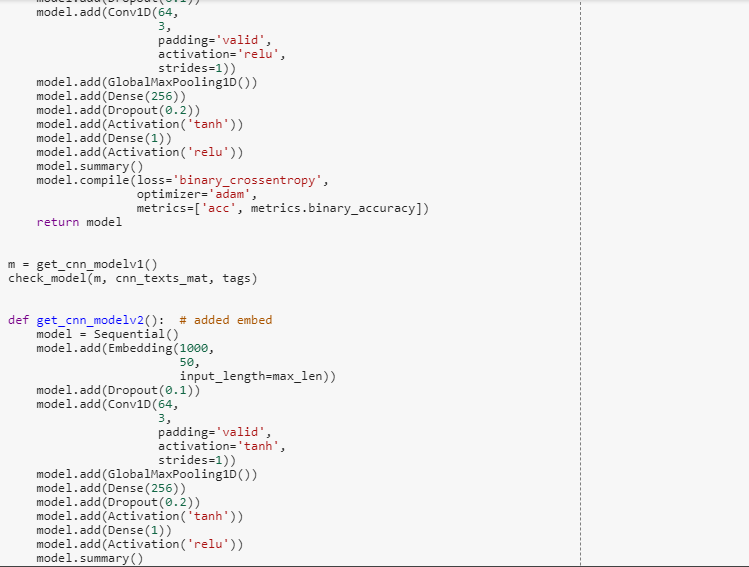 model.add(Dropout(0.1))
    model.add(Conv1D(64,
                     3,
                     padding='valid',
                     activation='relu',
                     strides=1))
    model.add(GlobalMaxPooling1D())
    model.add(Dense(256))
    model.add(Dropout(0.2))
    model.add(Activation('tanh'))
    model.add(Dense(1))
    model.add(Activation('relu'))
    model.summary()
    model.compile(loss='binary_crossentropy',
                  optimizer='adam',
                  metrics=['acc', metrics.binary_accuracy])
    return model
m = get_cnn_modelv1()
check_model(m, cnn_texts_mat, tags)
def get_cnn_modelv2():  # added embed
    model = Sequential()
    model.add(Embedding(1000,
                        50,
                        input_length=max_len))
    model.add(Dropout(0.1))
    model.add(Conv1D(64,
                     3,
                     padding='valid',
                     activation='tanh',
                     strides=1))
    model.add(GlobalMaxPooling1D())
    model.add(Dense(256))
    model.add(Dropout(0.2))
    model.add(Activation('tanh'))
    model.add(Dense(1))
    model.add(Activation('relu'))
    model.summary()